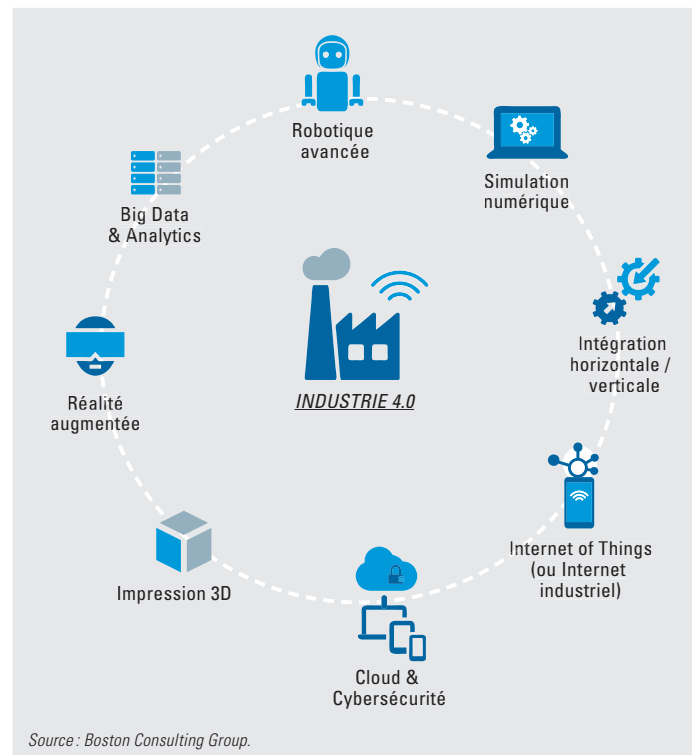 Robotique
avancée
Simulation
numérique
Intégration
horizontale /
verticale
Internet of Things
(ou Internet
industriel)
Cloud &
Cybersécurité
Impression 3D
Réalité
augmentée
Big Data
& Analytics
INDUSTRIE 4.0
Source : Boston Consulting Group.